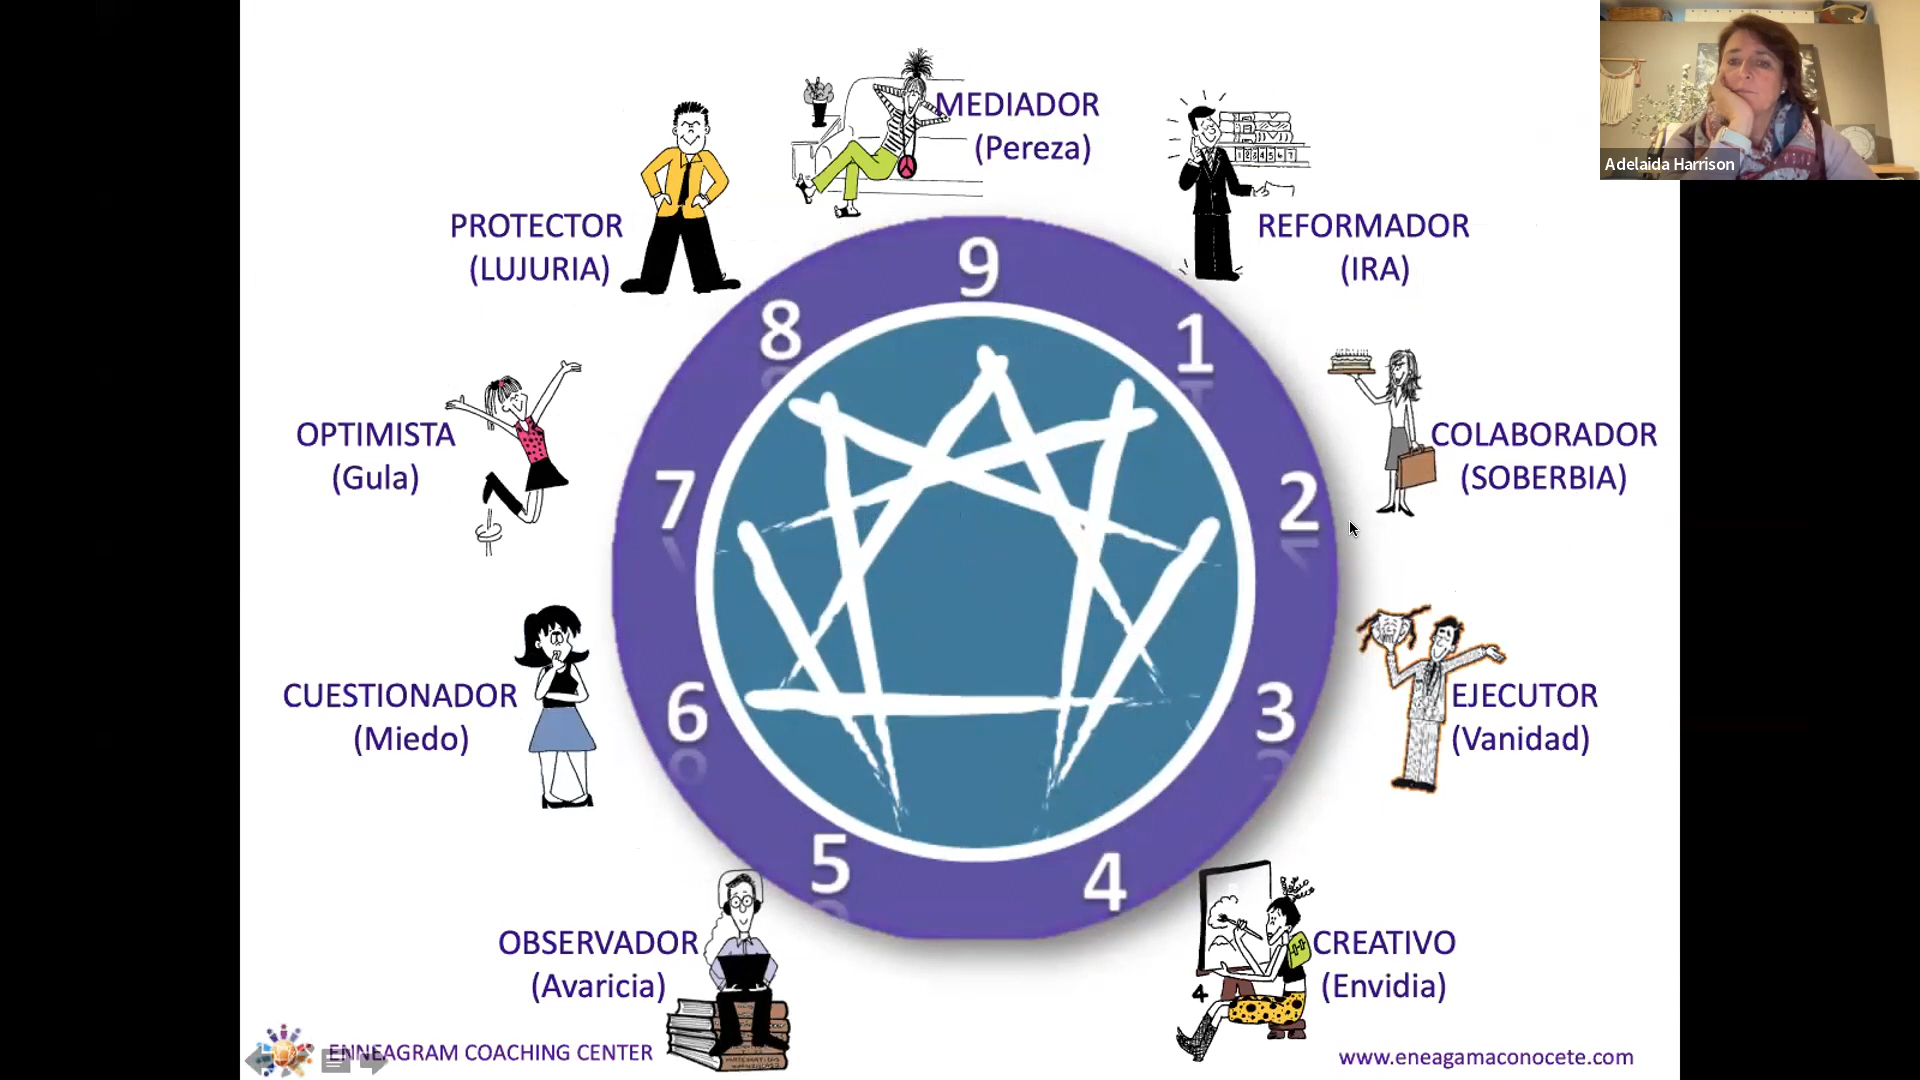 Adelaida Harrison
MEDIADOR
(Pereza)
PROTECTOR
(LUJURIA)
REFORMADOR
(IRA)
OPTIMISTA
(Gula)
COLABORADOR
(SOBERBIA)
CUESTIONADOR
(Miedo)
EJECUTOR
(Vanidad)
OBSERVADOR
(Avaricia)
CREATIVO
(Envidia)
9
8
1
7
2
6
3
5
4
4
ENNEAGRAM COACHING CENTER
www.eneagamaconocete.com